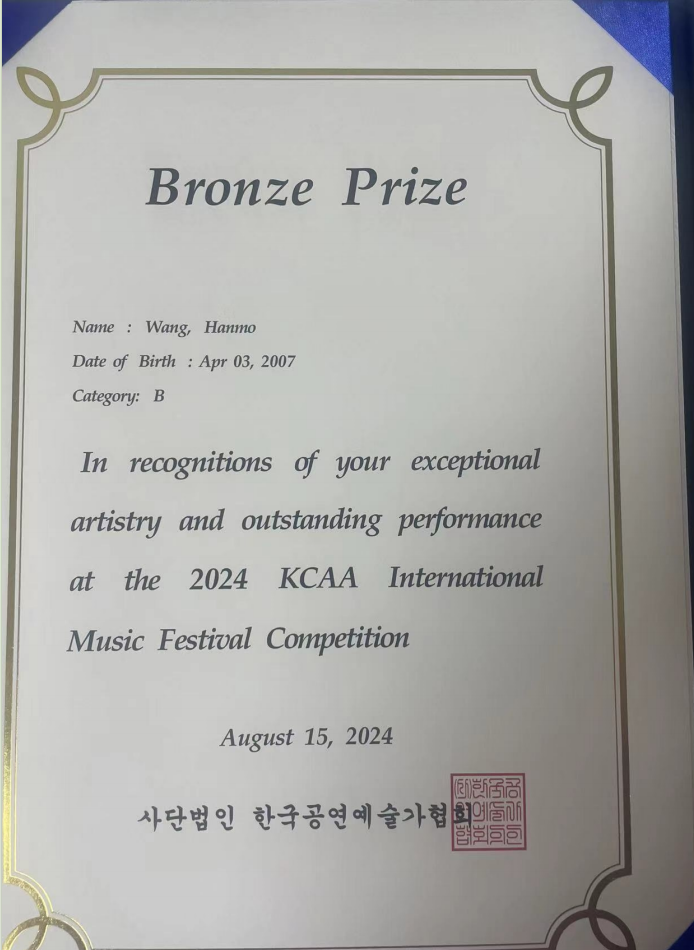 Bronze Prize
Name : Wang, Hanmo
Date of Birth : Apr 03, 2007
Category: B
In recognitions of your exceptional
artistry and outstanding performance
at the 2024 KCAA International
Music Festival Competition
August 15, 2024
사단법인 한국공연예술가협회